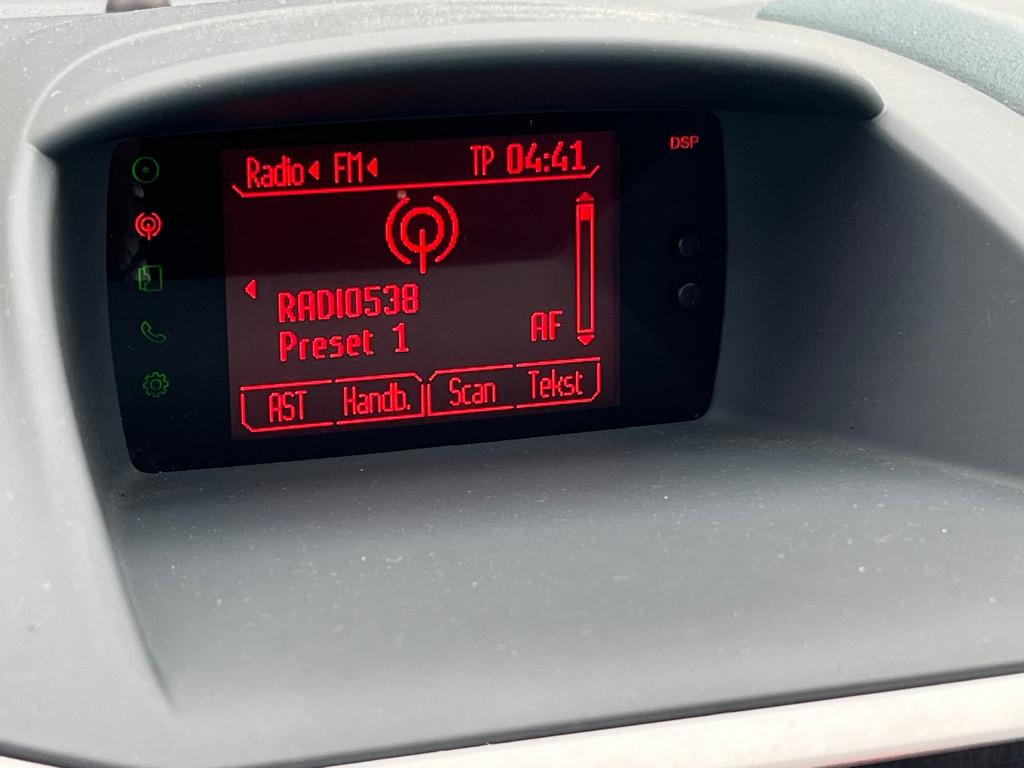 Radio FM TP 04:41
DSP
RADIO538
Preset 1
AF
AST Handb. Scan Tekst